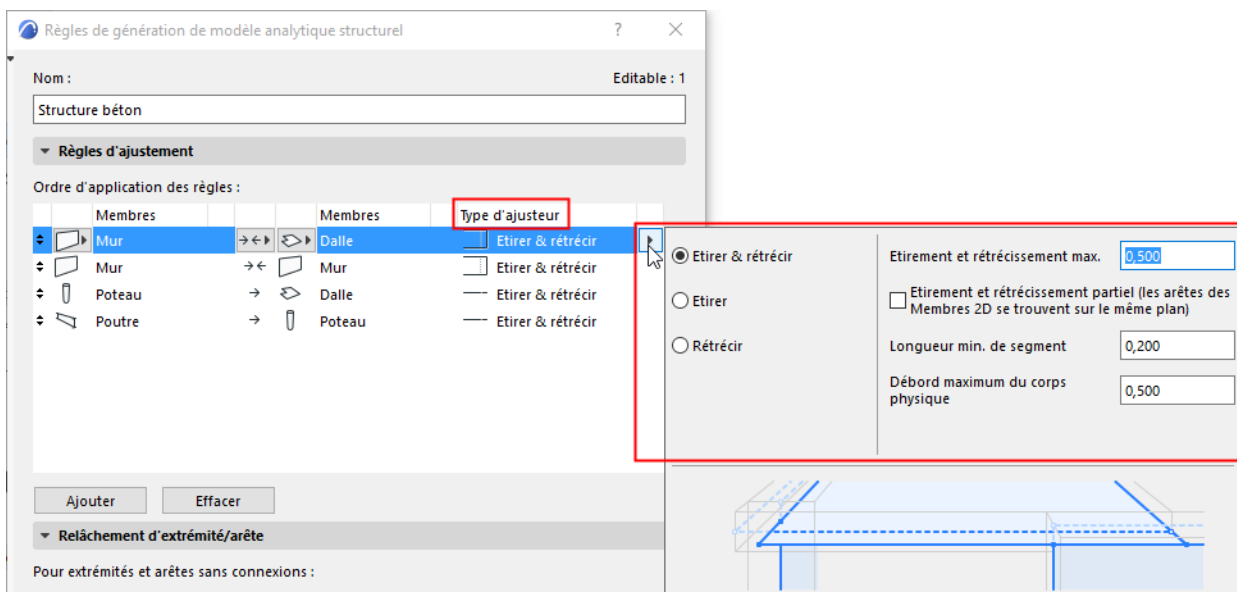 Règles de génération de modèle analytique structurel ?
Nom : Editable : 1
Structure béton
Règles d'ajustement
Ordre d'application des règles :
Membres Membres Type d'ajusteur
Mur Dalle Etirer & rétrécir
Mur Mur Etirer & rétrécir
Poteau Dalle Etirer & rétrécir
Poutre Poteau Etirer & rétrécir
Ajouter Effacer
Relâchement d'extrémité/arête
Pour extrémités et arêtes sans connexions :
Etirer & rétrécir
Etirer
Rétrécir
Etirement et rétrécissement max. 0,500
Etirement et rétrécissement partiel (les arêtes des
Membres 2D se trouvent sur le même plan)
Longueur min. de segment 0,200
Débord maximum du corps
physique 0,500